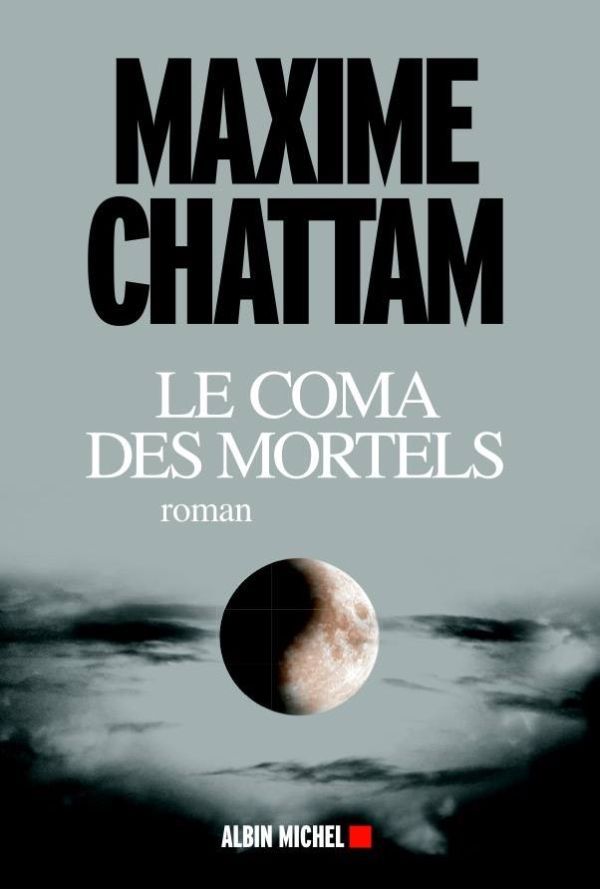 MAXIME
CHATTAM
LE COMA
DES MORTELS
roman
ALBIN MICHEL